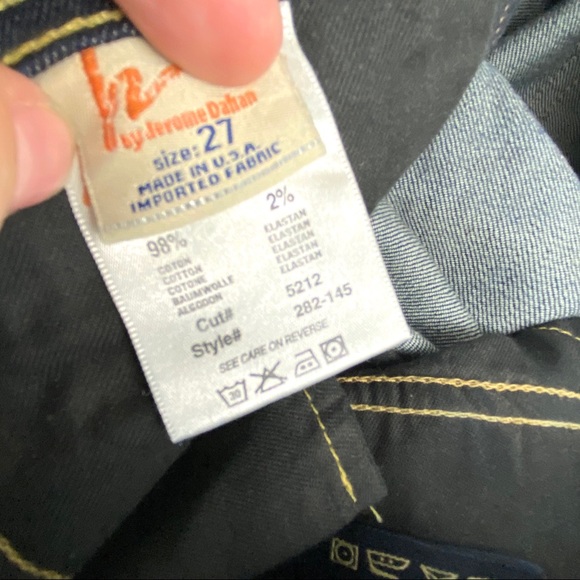 by Jerome Dahan
size: 27
MADE IN U.S.A.
IMPORTED FABRIC
98%
COTON
COTTON
COTONE
BAUMWOLLE
ALGODON
2%
ELASTAN
ELASTAN
ELASTAN
ELASTAN
Cut# 5212
Style# 282-145
SEE CARE ON REVERSE
30